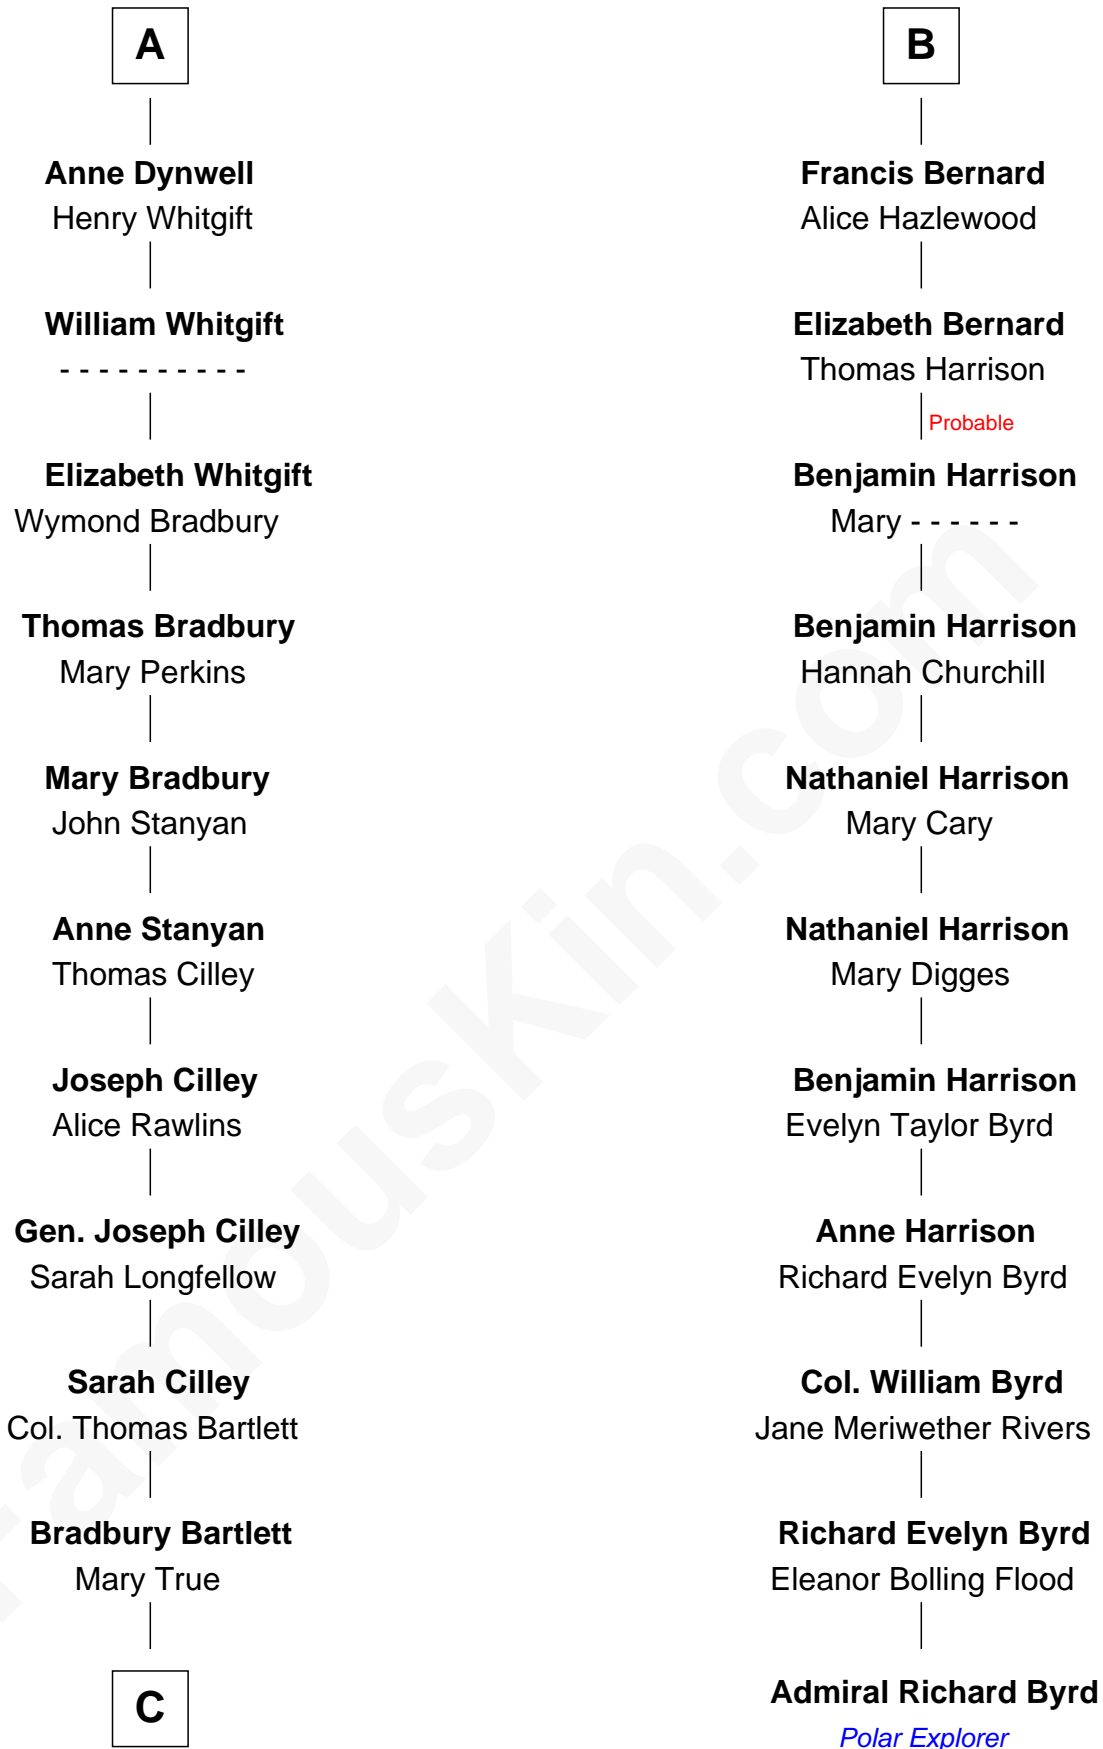 A
Anne Dynwell
Henry Whitgift
William Whitgift
- - - - - - - - - -
Elizabeth Whitgift
Wymond Bradbury
Thomas Bradbury
Mary Perkins
Mary Bradbury
John Stanyan
Anne Stanyan
Thomas Cilley
Joseph Cilley
Alice Rawlins
Gen. Joseph Cilley
Sarah Longfellow
Sarah Cilley
Col. Thomas Bartlett
Bradbury Bartlett
Mary True
C
B
Francis Bernard
Alice Hazlewood
Elizabeth Bernard
Thomas Harrison
Probable
Benjamin Harrison
Mary - - - - - -
Benjamin Harrison
Hannah Churchill
Nathaniel Harrison
Mary Cary
Nathaniel Harrison
Mary Digges
Benjamin Harrison
Evelyn Taylor Byrd
Anne Harrison
Richard Evelyn Byrd
Col. William Byrd
Jane Meriwether Rivers
Richard Evelyn Byrd
Eleanor Bolling Flood
Admiral Richard Byrd
Polar Explorer
FamousKin.com